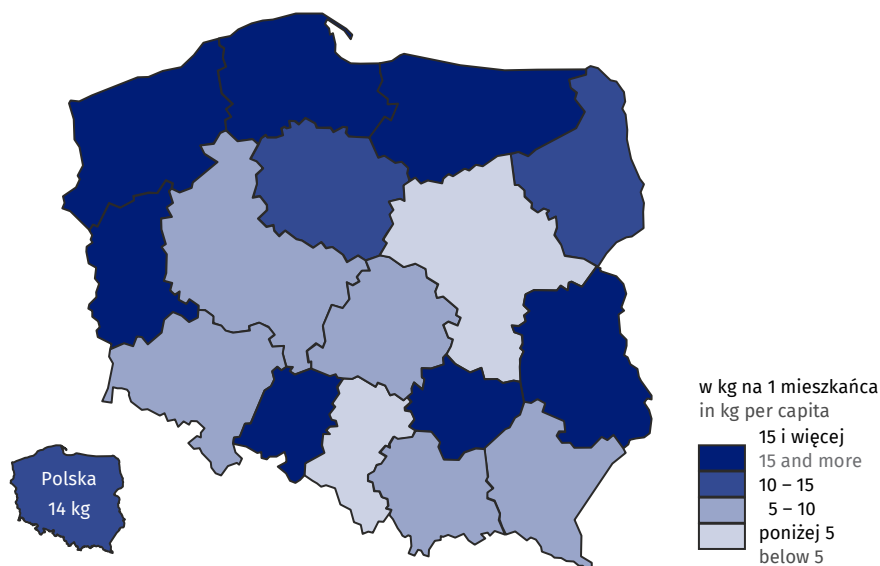 w kg na 1 mieszkańca
in kg per capita
15 i więcej
15 and more
10 – 15
5 – 10
poniżej 5
below 5
Polska
14 kg